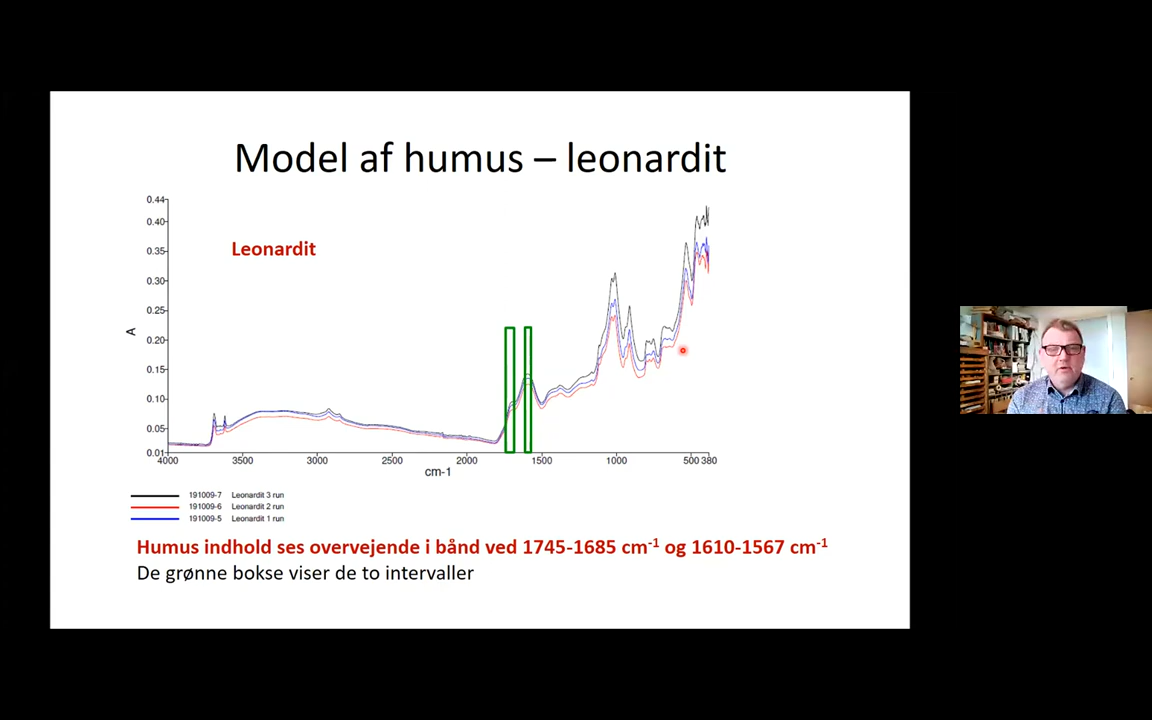 Model af humus – leonardit
0.44
0.40
Leonardit
0.35
0.30
0.25
A
0.20
0.15
0.10
0.05
0.01
4000 3500 3000 2500 2000 1500 1000 500 380
cm-1
191009-7 Leonardit 3 run
191009-6 Leonardit 2 run
191009-5 Leonardit 1 run
Humus indhold ses overvejende i bånd ved 1745-1685 cm⁻¹ og 1610-1567 cm⁻¹
De grønne bokse viser de to intervaller